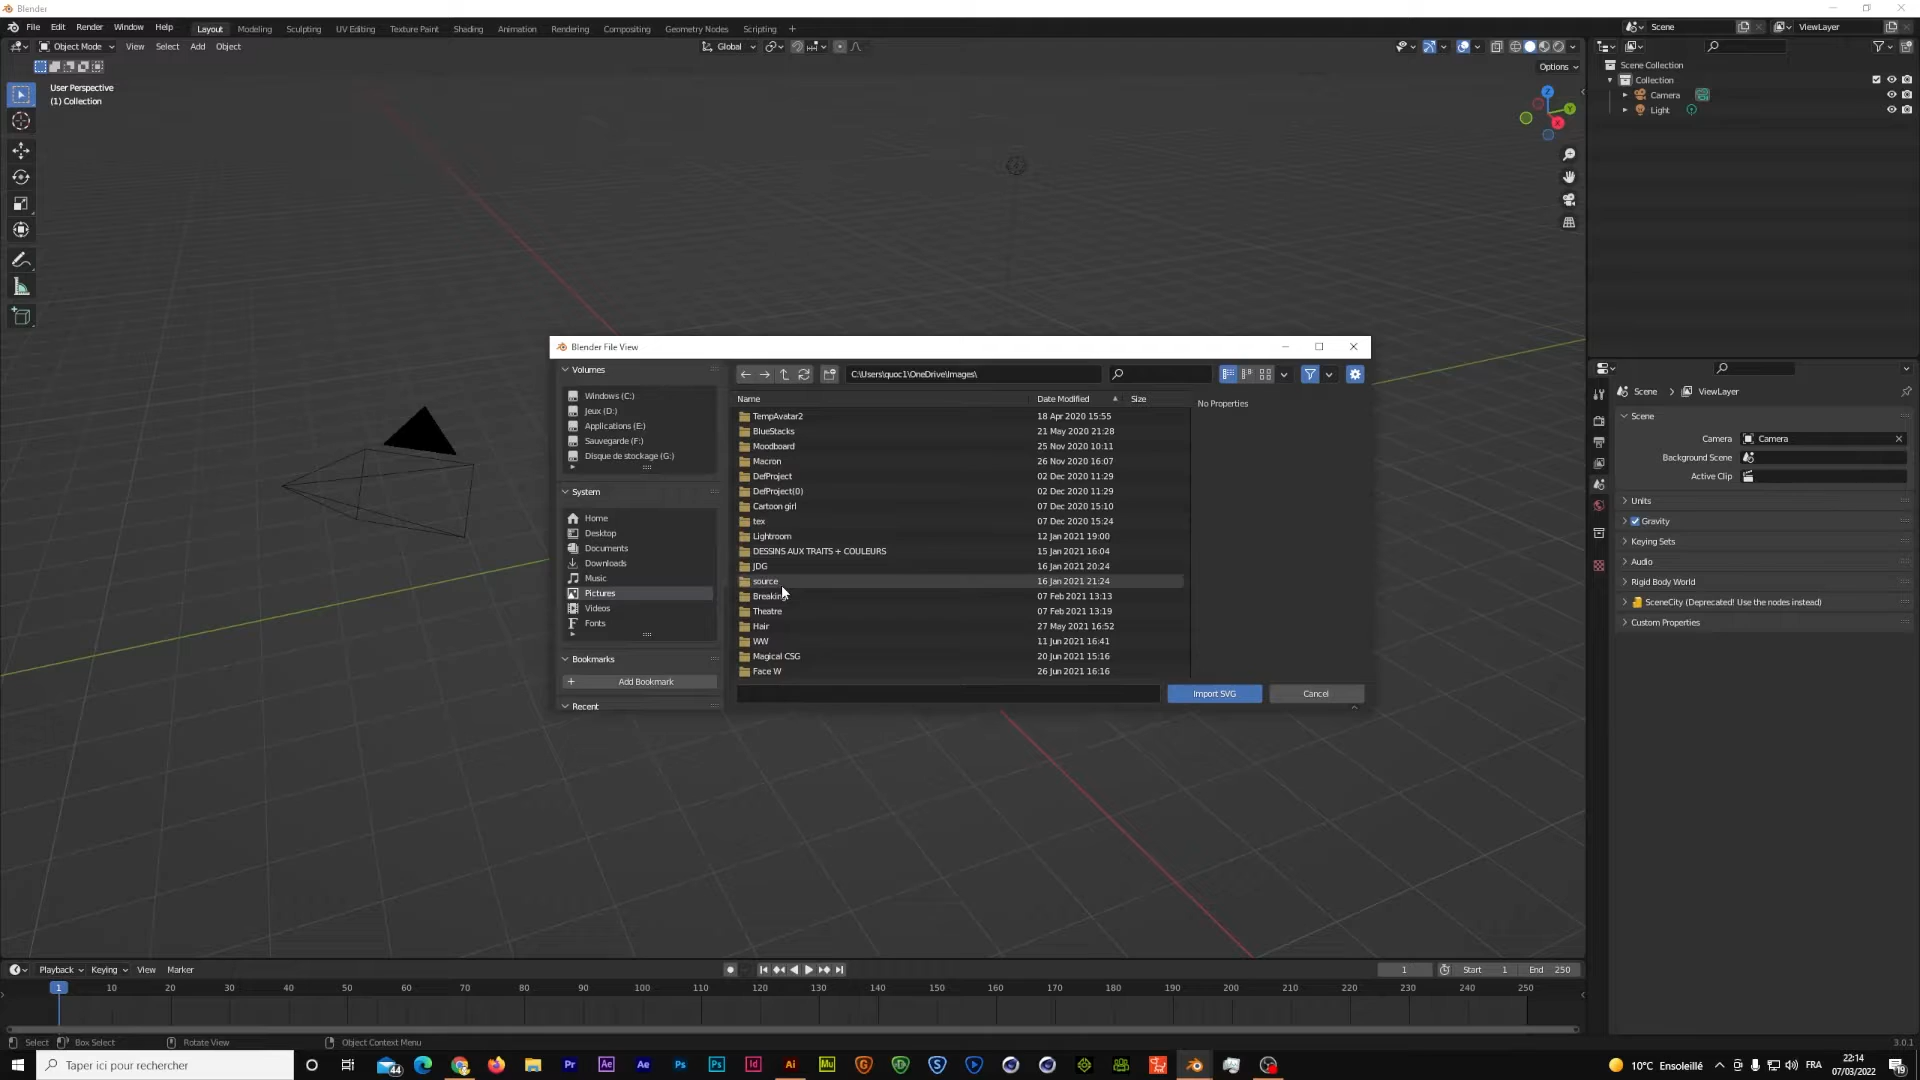 Blender
File Edit Render Window Help Layout Modeling Sculpting UV Editing Texture Paint Shading Animation Rendering Compositing Geometry Nodes Scripting + Scene ViewLayer
Object Mode View Select Add Object Global
Options
User Perspective
(1) Collection
Z
Y
X
Scene Collection
Collection
Camera
Light
Blender File View
Volumes
Windows (C:)
Jeux (D:)
Applications (E:)
Sauvegarde (F:)
Disque de stockage (G:)
System
Home
Desktop
Documents
Downloads
Music
Pictures
Videos
Fonts
Bookmarks
+ Add Bookmark
Recent
C:\Users\quoc1\OneDrive\Images\
Name Date Modified Size
TempAvatar2 18 Apr 2020 15:55
BlueStacks 21 May 2020 21:28
Moodboard 25 Nov 2020 10:11
Macron 26 Nov 2020 16:07
DefProject 02 Dec 2020 11:29
DefProject(0) 02 Dec 2020 11:29
Cartoon girl 07 Dec 2020 15:10
tex 07 Dec 2020 15:24
Lightroom 12 Jan 2021 19:00
DESSINS AUX TRAITS + COULEURS 15 Jan 2021 16:04
JDG 16 Jan 2021 20:24
source 16 Jan 2021 21:24
Breaking 07 Feb 2021 13:13
Theatre 07 Feb 2021 13:19
Hair 27 May 2021 16:52
WW 11 Jun 2021 16:41
Magical CSG 20 Jun 2021 15:16
Face W 26 Jun 2021 16:16
No Properties
Import SVG Cancel
Scene > ViewLayer
Scene
Camera Camera
Background Scene
Active Clip
Units
Gravity
Keying Sets
Audio
Rigid Body World
SceneCity (Deprecated! Use the nodes instead)
Custom Properties
Playback Keying View Marker 1 Start 1 End 250
1 10 20 30 40 50 60 70 80 90 100 110 120 130 140 150 160 170 180 190 200 210 220 230 240 250
Select Box Select Rotate View Object Context Menu 3.0.1
Taper ici pour rechercher 44 Pr Ae Ae Ps Ps Id Ai Mu 10°C Ensoleillé FRA 22:14
07/03/2022 19